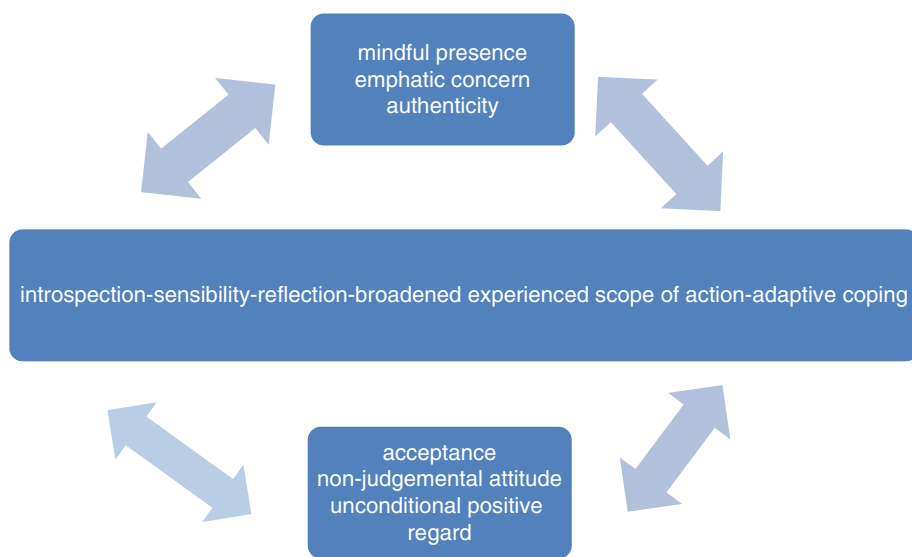 mindful presence
emphatic concern
authenticity
introspection-sensibility-reflection-broadened experienced scope of action-adaptive coping
acceptance
non-judgemental attitude
unconditional positive
regard